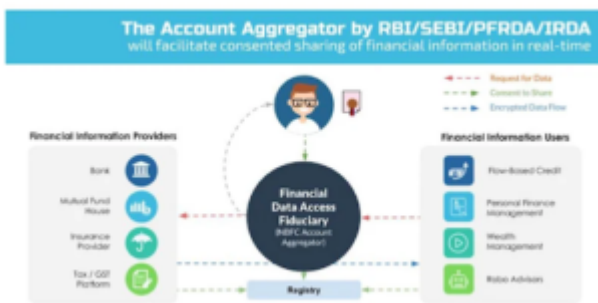 The Account Aggregator by RBI/SEBI/PFRDA/IRDA
will facilitate consented sharing of financial information in real-time
Request for Data
Consent to Share
Encrypted Data Flow
Financial Information Providers
Bank
Mutual Fund
House
Insurance
Provider
Tax / GST
Platform
Financial
Data Access
Fiduciary
(NBFC Account
Aggregator)
Registry
Financial Information Users
Flow-Based Credit
Personal Finance
Management
Wealth
Management
Robo Advisors